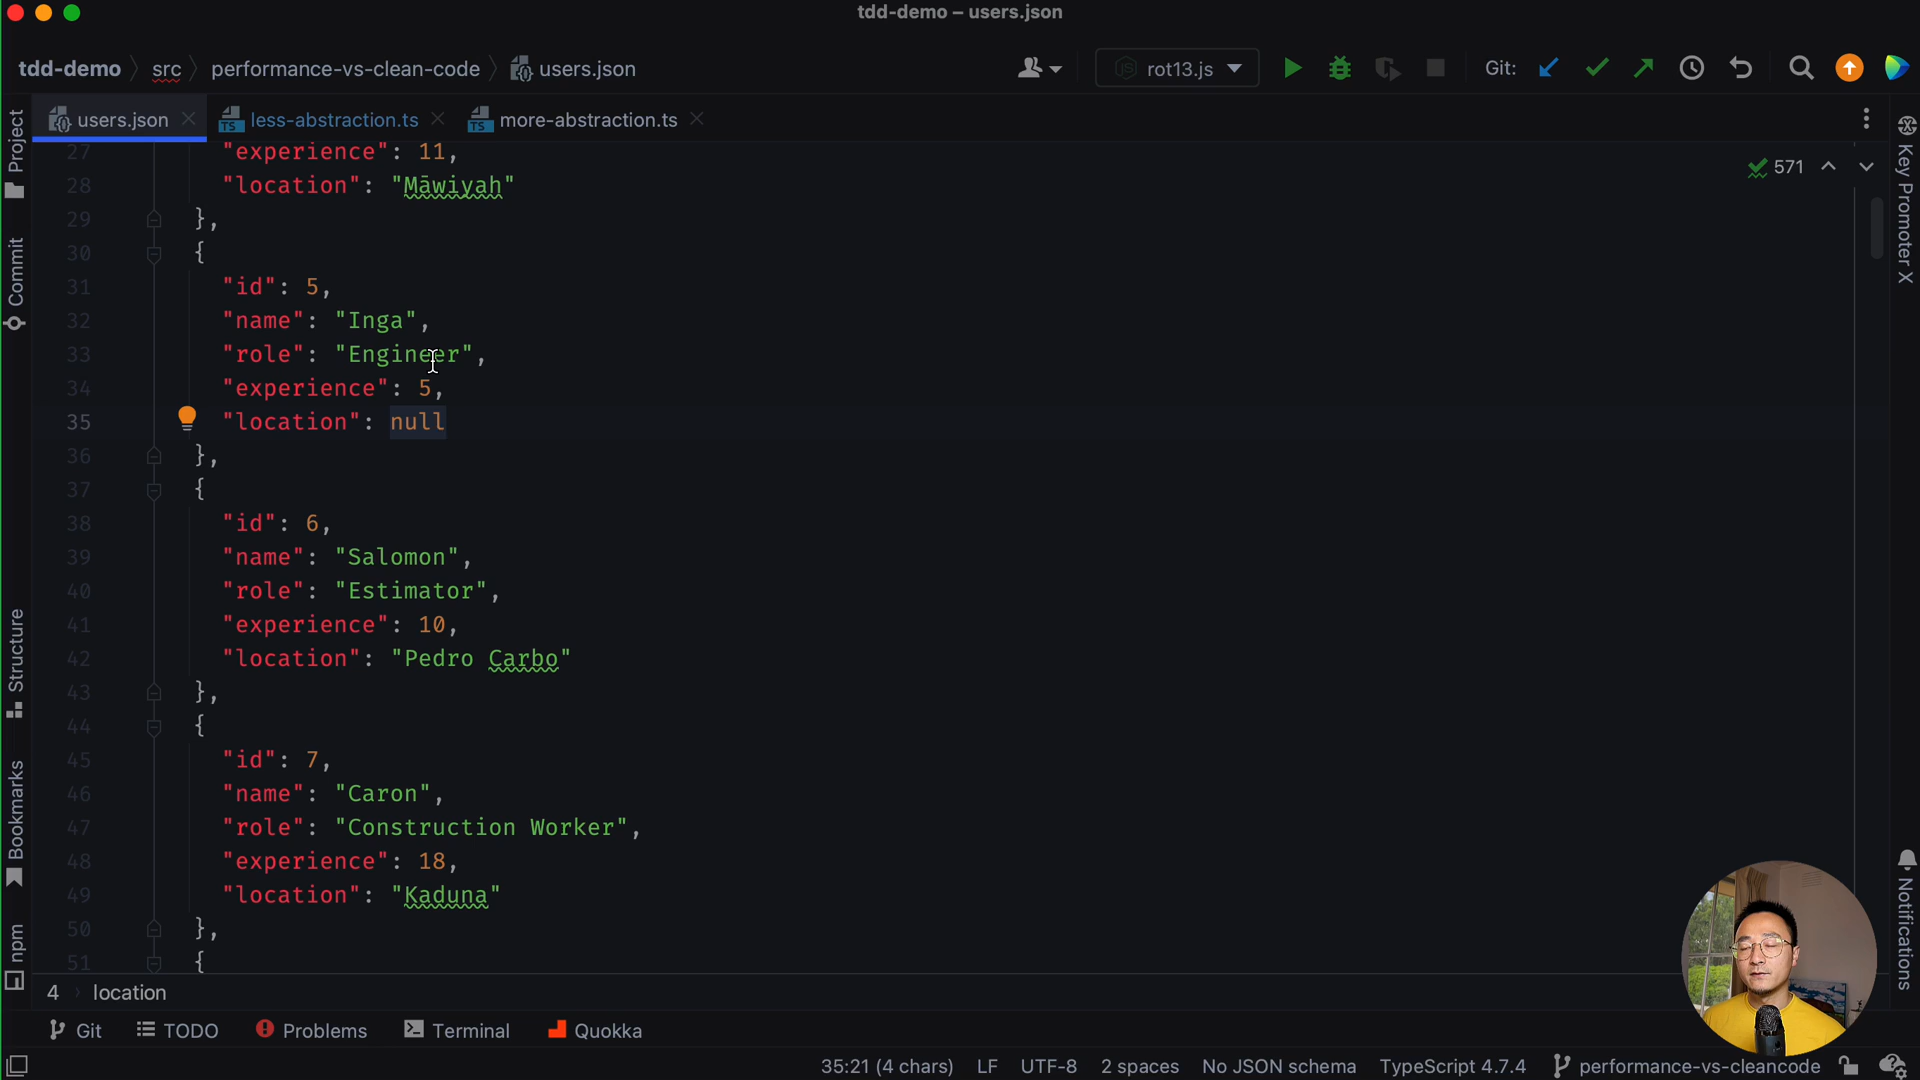 tdd-demo – users.json
tdd-demo src performance-vs-clean-code users.json
rot13.js
Git:
users.json less-abstraction.ts more-abstraction.ts
571
27 "experience": 11,
28 "location": "Māwiyah"
29 },
30 {
31 "id": 5,
32 "name": "Inga",
33 "role": "Engineer",
34 "experience": 5,
35 "location": null
36 },
37 {
38 "id": 6,
39 "name": "Salomon",
40 "role": "Estimator",
41 "experience": 10,
42 "location": "Pedro Carbo"
43 },
44 {
45 "id": 7,
46 "name": "Caron",
47 "role": "Construction Worker",
48 "experience": 18,
49 "location": "Kaduna"
50 },
51 {
Project
Commit
Structure
Bookmarks
npm
Key Promoter X
Notifications
4 location
Git TODO Problems Terminal Quokka
35:21 (4 chars) LF UTF-8 2 spaces No JSON schema TypeScript 4.7.4 performance-vs-cleancode